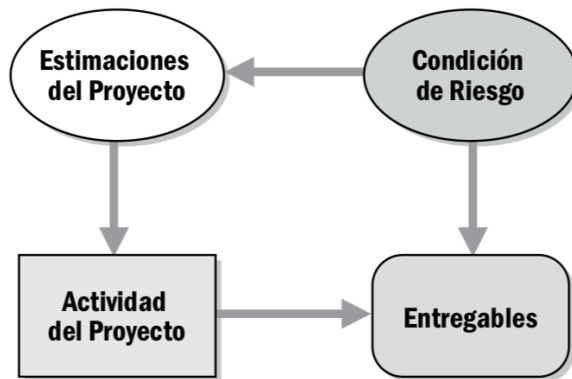 Estimaciones
del Proyecto
Condición
de Riesgo
Actividad
del Proyecto
Entregables